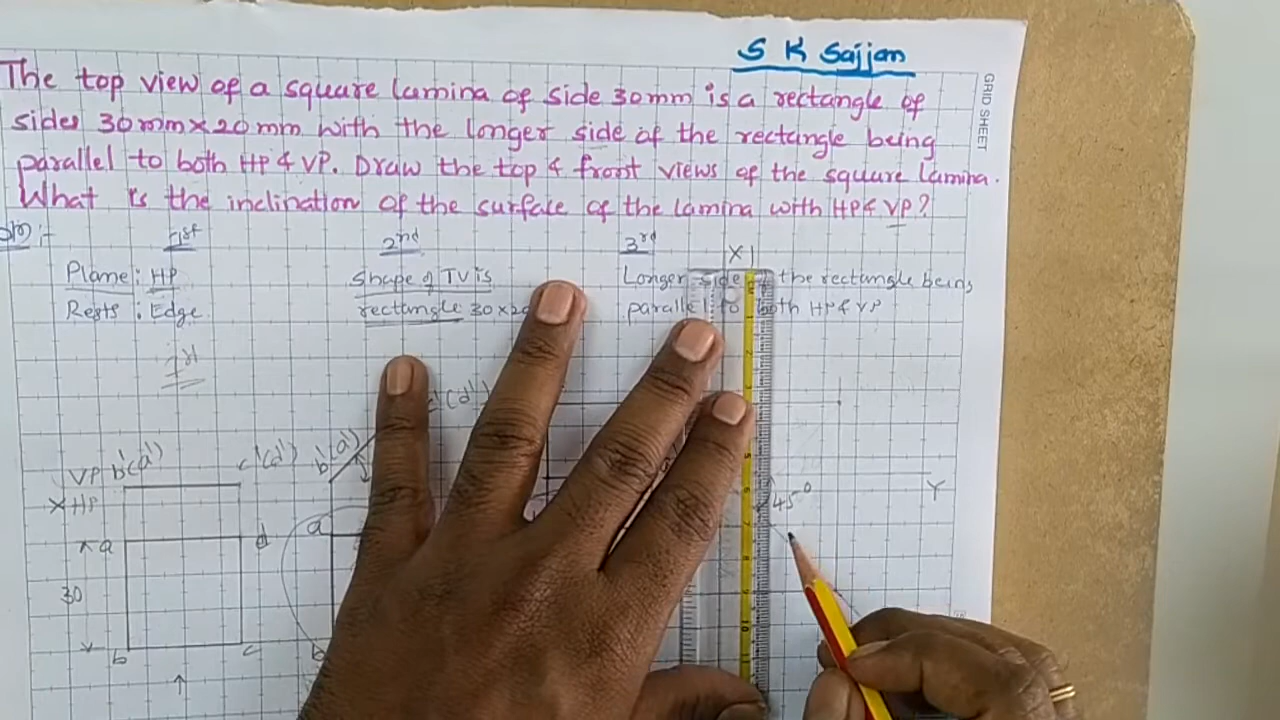 S K Sajjan
GRID SHEET
The top view of a square lamina of side 30mm is a rectangle of
sides 30mm×20mm with the longer side of the rectangle being
parallel to both HP & VP. Draw the top & front views of the square lamina.
What is the inclination of the surface of the lamina with HP & VP?
1st 2nd 3rd X1
Plane: HP Shape of TV is Longer side the rectangle being
Rests: Edge rectangle 30×20 parallel to both HP & VP
c'(d')
VP b'(a') c'(d') b'(a')
X HP Y
45°
a d a
30
b c b